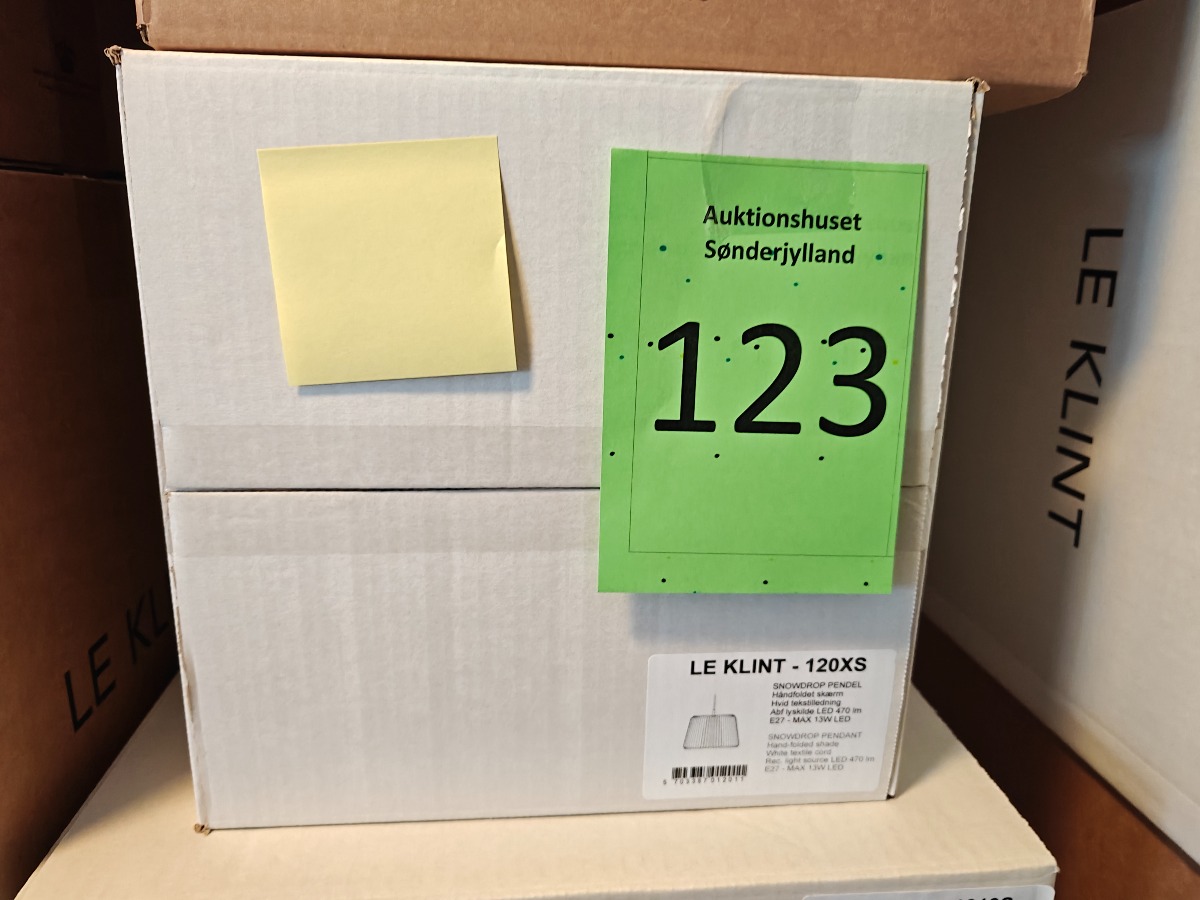 Auktionshuset
Sønderjylland
123
LE KLINT
LE KL
LE KLINT - 120XS
SNOWDROP PENDEL
Håndfoldet skærm
Hvid tekstilledning
Abf lyskilde LED 470 lm
E27 - MAX 13W LED
SNOWDROP PENDANT
Hand-folded shade
White textile cord
Rec. light source LED 470 lm
E27 - MAX 13W LED